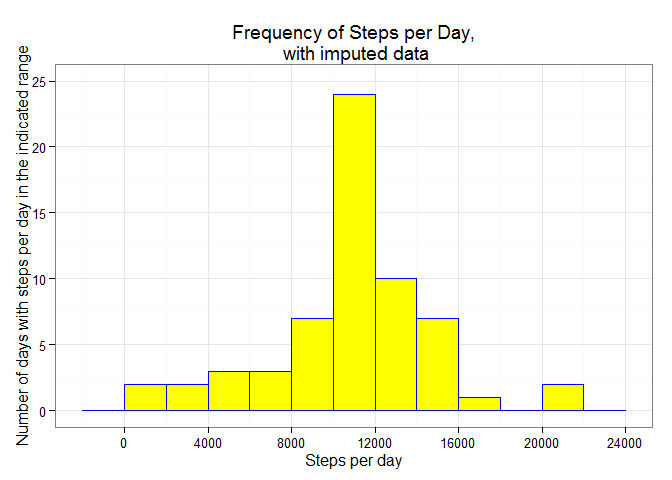 Frequency of Steps per Day,
with imputed data
Number of days with steps per day in the indicated range
25
20
15
10
5
0
0 4000 8000 12000 16000 20000 24000
Steps per day